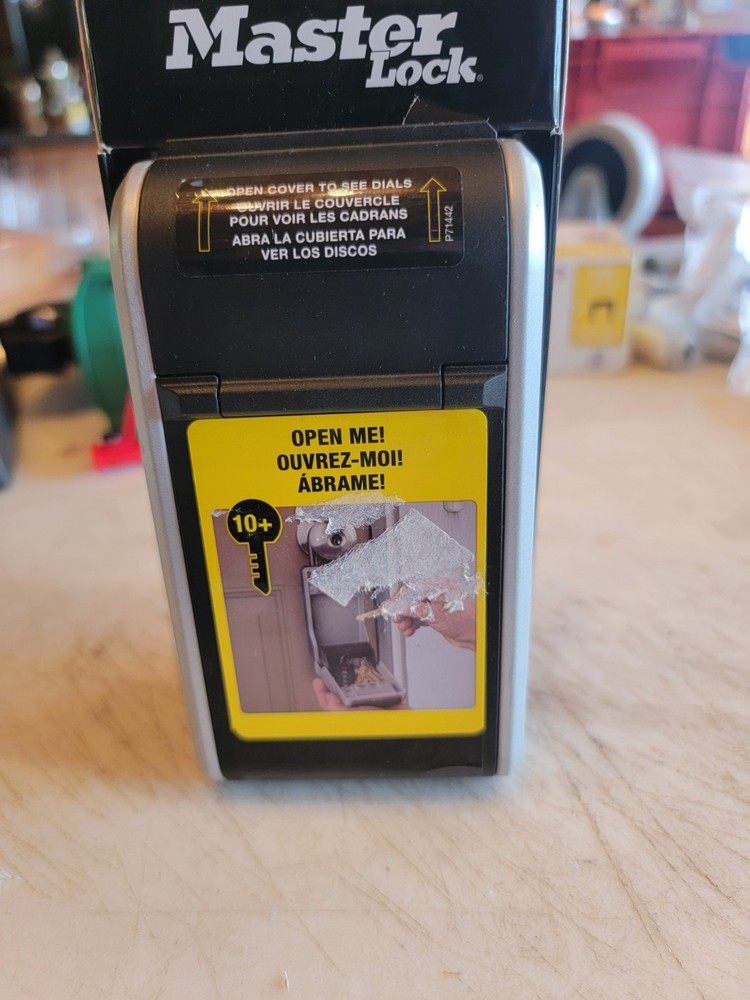 Master
Lock®
OPEN COVER TO SEE DIALS
OUVRIR LE COUVERCLE
POUR VOIR LES CADRANS
ABRA LA CUBIERTA PARA
VER LOS DISCOS
P71442
OPEN ME!
OUVREZ-MOI!
ÁBRAME!
10+